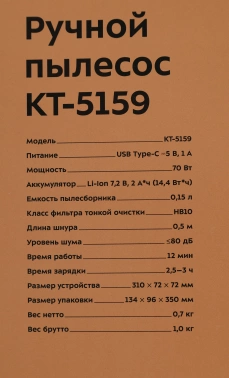 Ручной
пылесос
КТ-5159
Модель КТ-5159
Питание USB Type-C ⎓5 В, 1 А
Мощность 70 Вт
Аккумулятор Li-Ion 7,2 В, 2 А*ч (14,4 Вт*ч)
Емкость пылесборника 0,15 л
Класс фильтра тонкой очистки HB10
Длина шнура 0,5 м
Уровень шума ≤80 дБ
Время работы 12 мин
Время зарядки 2,5–3 ч
Размер устройства 310 × 72 × 72 мм
Размер упаковки 134 × 96 × 350 мм
Вес нетто 0,7 кг
Вес брутто 1,0 кг